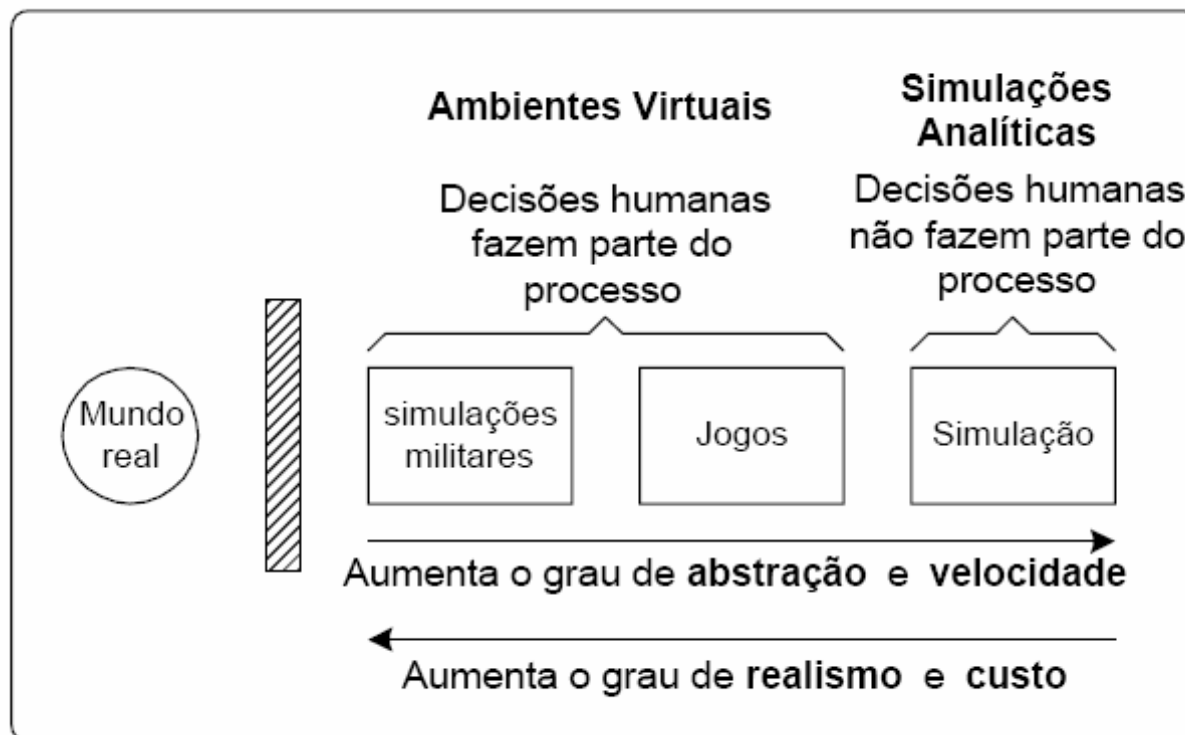 Ambientes Virtuais
Decisões humanas
fazem parte do
processo
Simulações
Analíticas
Decisões humanas
não fazem parte do
processo
Mundo
real
simulações
militares
Jogos
Simulação
Aumenta o grau de abstração e velocidade
Aumenta o grau de realismo e custo